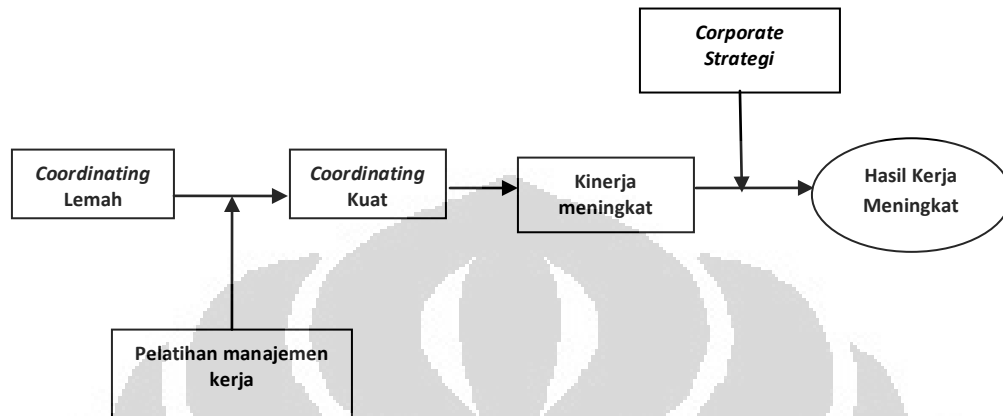 Corporate
Strategi
Coordinating
Lemah
Coordinating
Kuat
Kinerja
meningkat
Hasil Kerja
Meningkat
Pelatihan manajemen
kerja